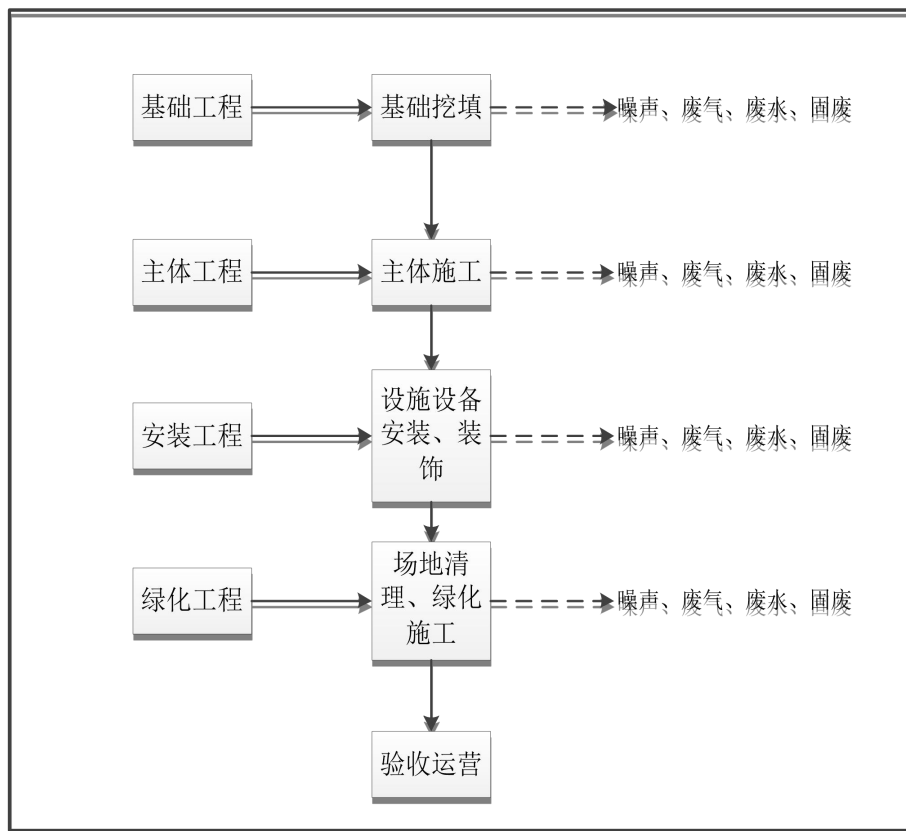 基础工程
基础挖填
噪声、废气、废水、固废
主体工程
主体施工
噪声、废气、废水、固废
安装工程
设施设备
安装、装
饰
噪声、废气、废水、固废
绿化工程
场地清
理、绿化
施工
噪声、废气、废水、固废
验收运营